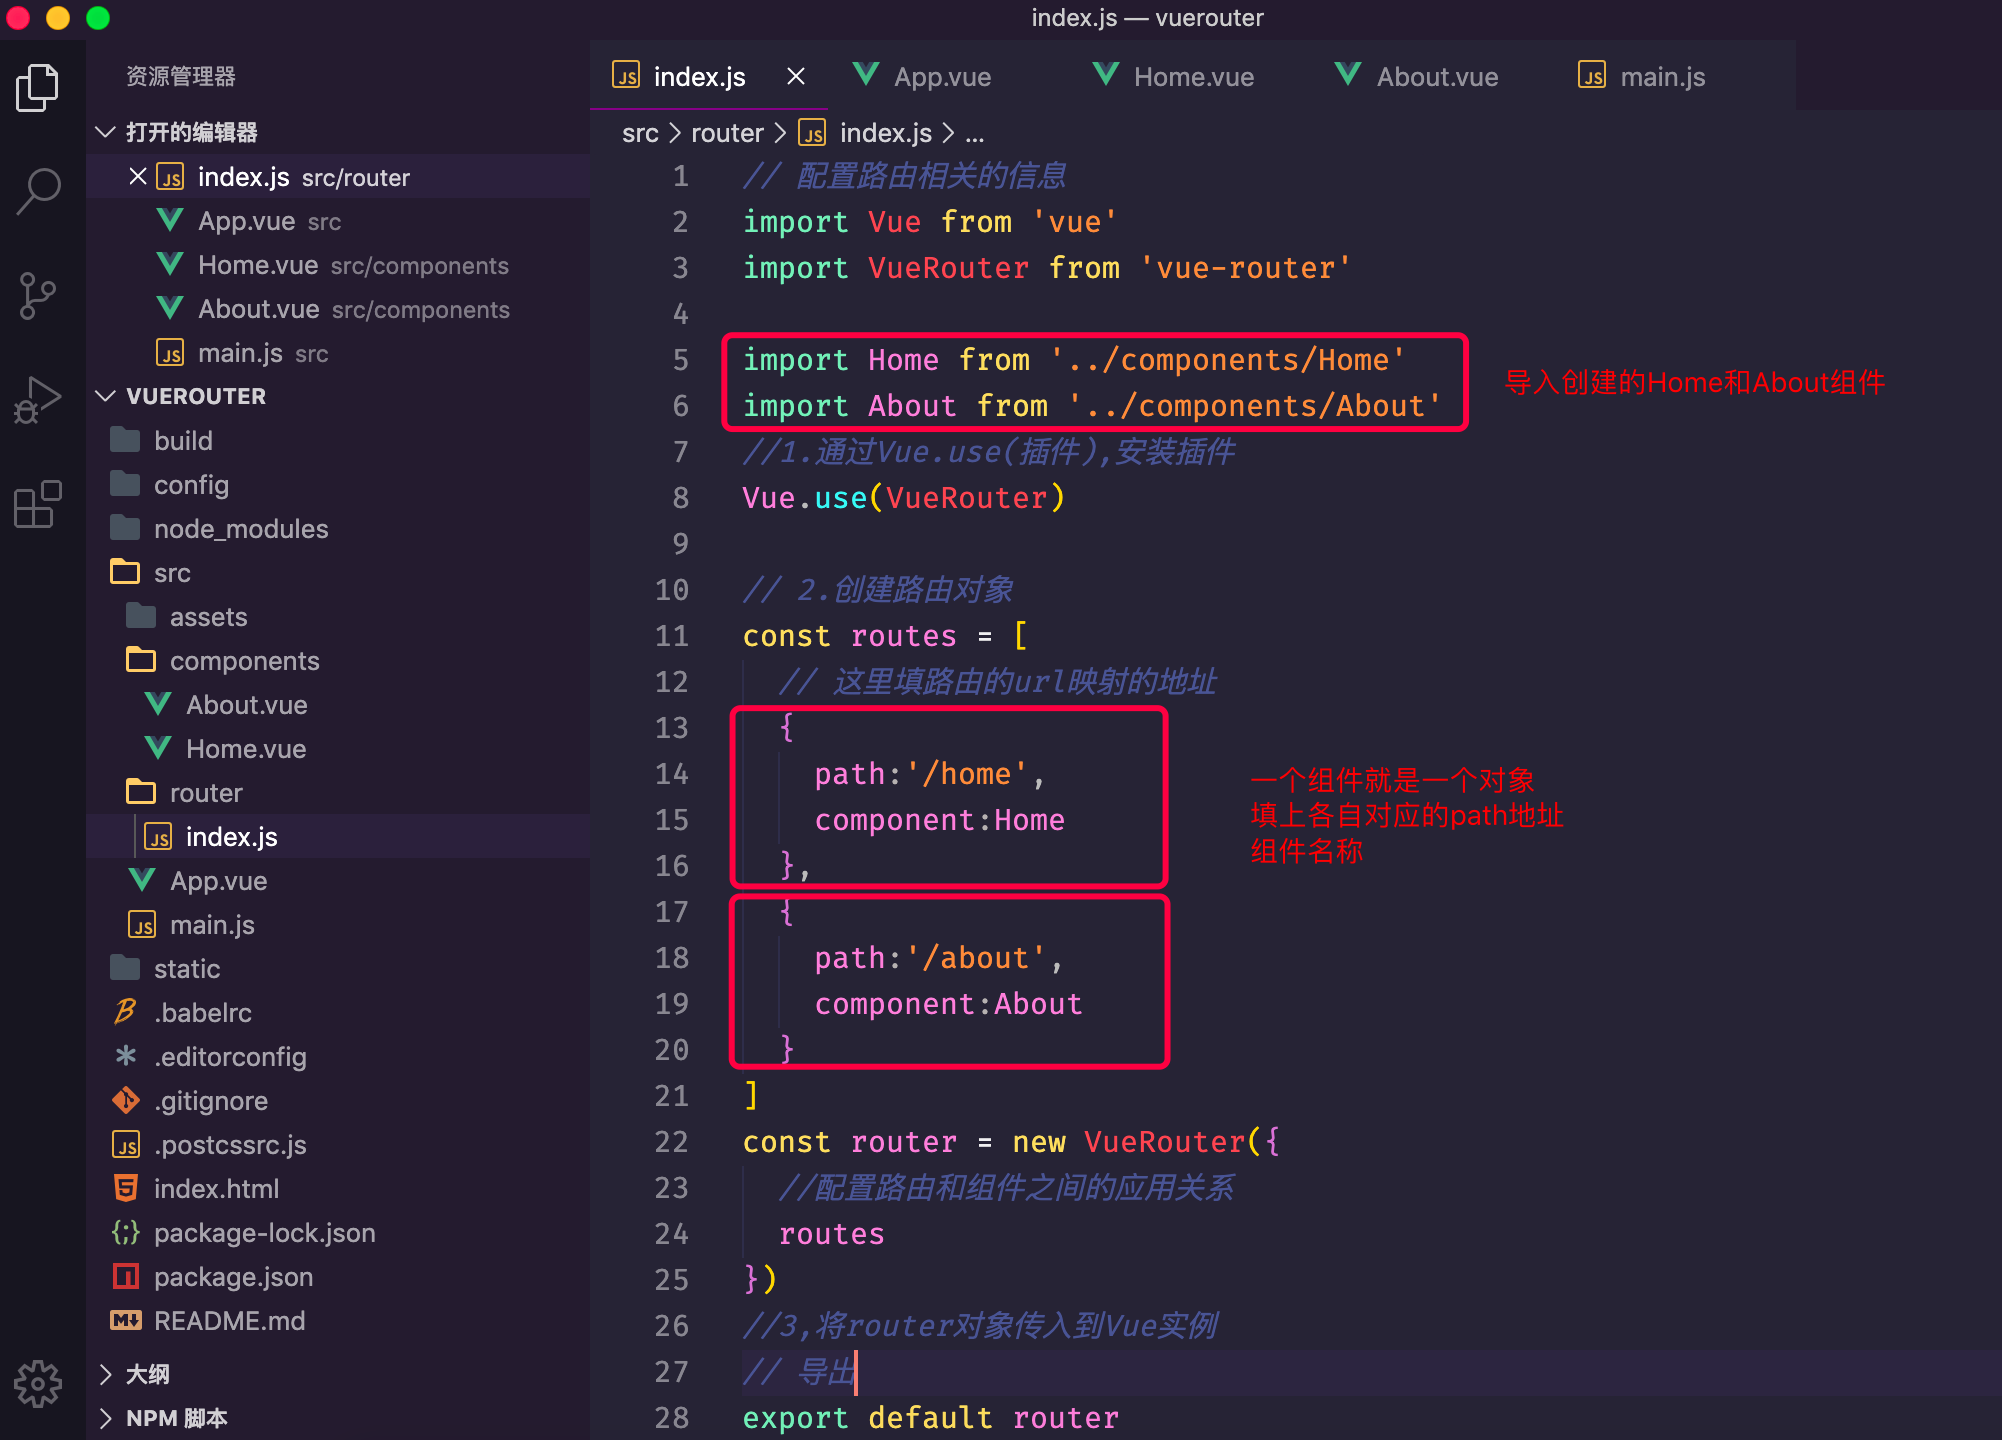 index.js — vuerouter
资源管理器
打开的编辑器
index.js src/router
App.vue src
Home.vue src/components
About.vue src/components
main.js src
VUEROUTER
build
config
node_modules
src
assets
components
About.vue
Home.vue
router
index.js
App.vue
main.js
static
.babelrc
.editorconfig
.gitignore
.postcssrc.js
index.html
package-lock.json
package.json
README.md
大纲
NPM 脚本
index.js App.vue Home.vue About.vue main.js
src > router > index.js > ...
1 // 配置路由相关的信息
2 import Vue from 'vue'
3 import VueRouter from 'vue-router'
4
5 import Home from '../components/Home'
6 import About from '../components/About'
导入创建的Home和About组件
7 //1.通过Vue.use(插件),安装插件
8 Vue.use(VueRouter)
9
10 // 2.创建路由对象
11 const routes = [
12 // 这里填路由的url映射的地址
13 {
14 path:'/home',
15 component:Home
16 },
一个组件就是一个对象
填上各自对应的path地址
组件名称
17 {
18 path:'/about',
19 component:About
20 }
21 ]
22 const router = new VueRouter({
23 //配置路由和组件之间的应用关系
24 routes
25 })
26 //3,将router对象传入到Vue实例
27 // 导出
28 export default router